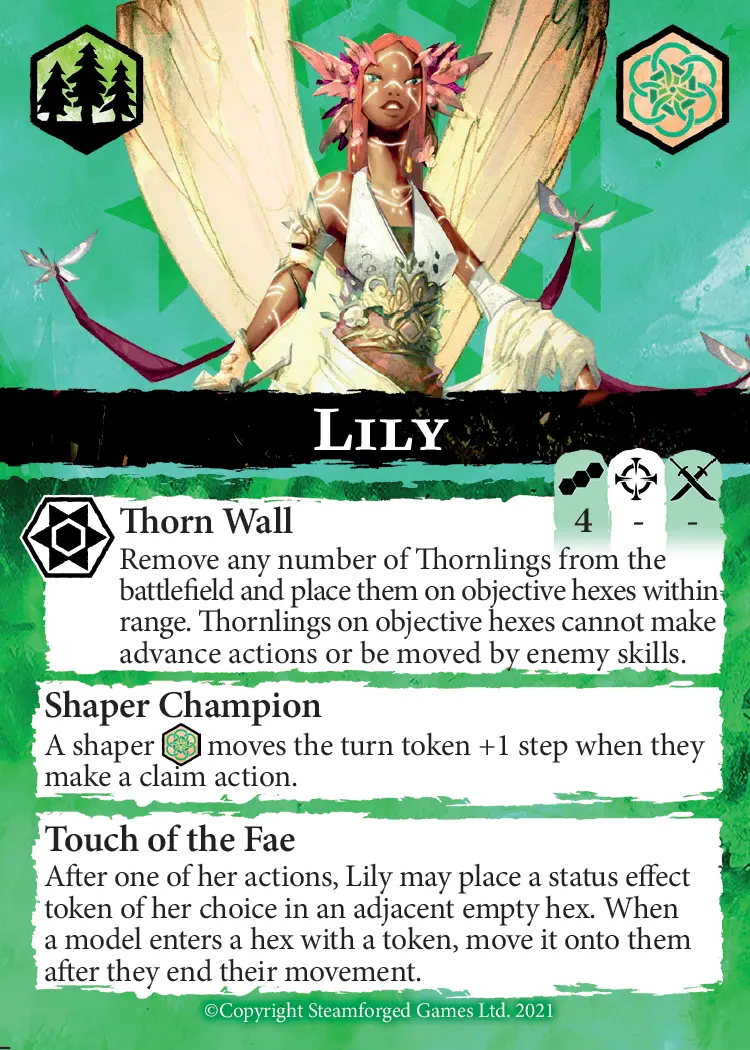 Lily
Thorn Wall
4 - -
Remove any number of Thornlings from the
battlefield and place them on objective hexes within
range. Thornlings on objective hexes cannot make
advance actions or be moved by enemy skills.
Shaper Champion
A shaper moves the turn token +1 step when they
make a claim action.
Touch of the Fae
After one of her actions, Lily may place a status effect
token of her choice in an adjacent empty hex. When
a model enters a hex with a token, move it onto them
after they end their movement.
©Copyright Steamforged Games Ltd. 2021